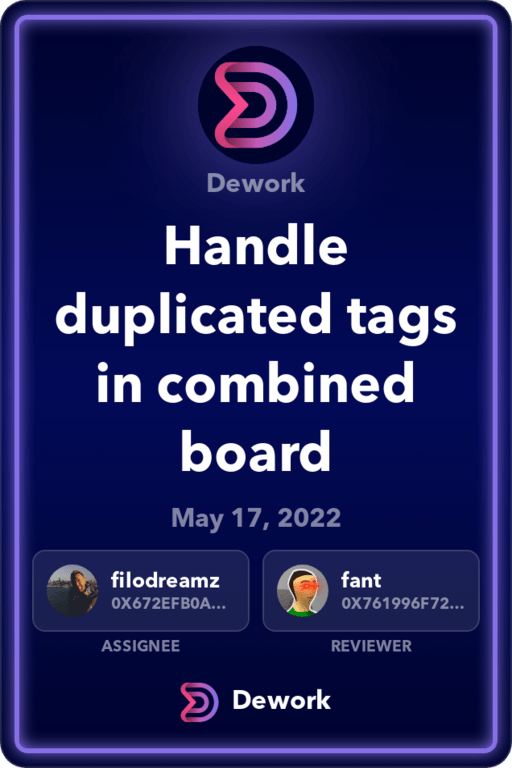 Dework
Handle
duplicated tags
in combined
board
May 17, 2022
filodreamz
0X672EFB0A...
ASSIGNEE
fant
0X761996F72...
REVIEWER
Dework